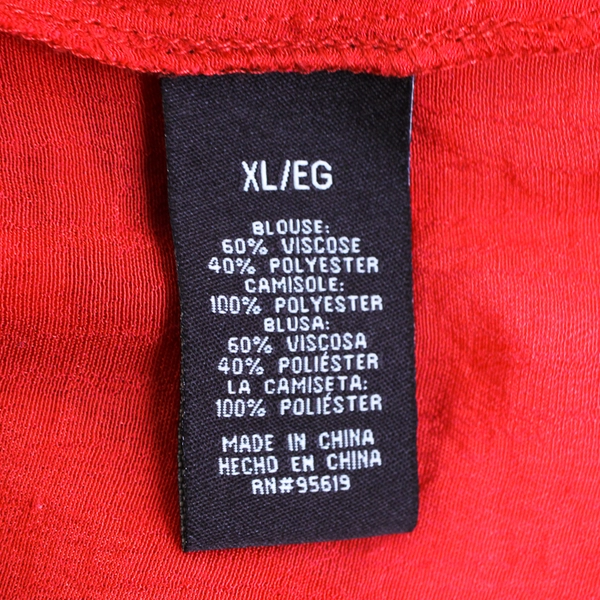 XL/EG
BLOUSE:
60% VISCOSE
40% POLYESTER
CAMISOLE:
100% POLYESTER
BLUSA:
60% VISCOSA
40% POLIÉSTER
LA CAMISETA:
100% POLIÉSTER
MADE IN CHINA
HECHO EN CHINA
RN#95619